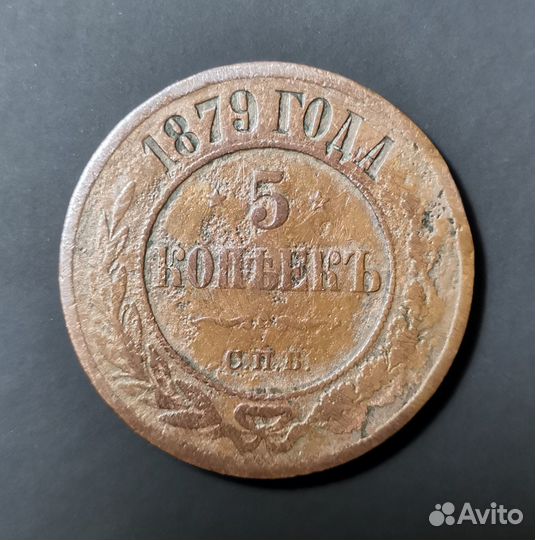 1879 ГОДА
5
КОПѢЕКЪ
С.П.Б.
Avito